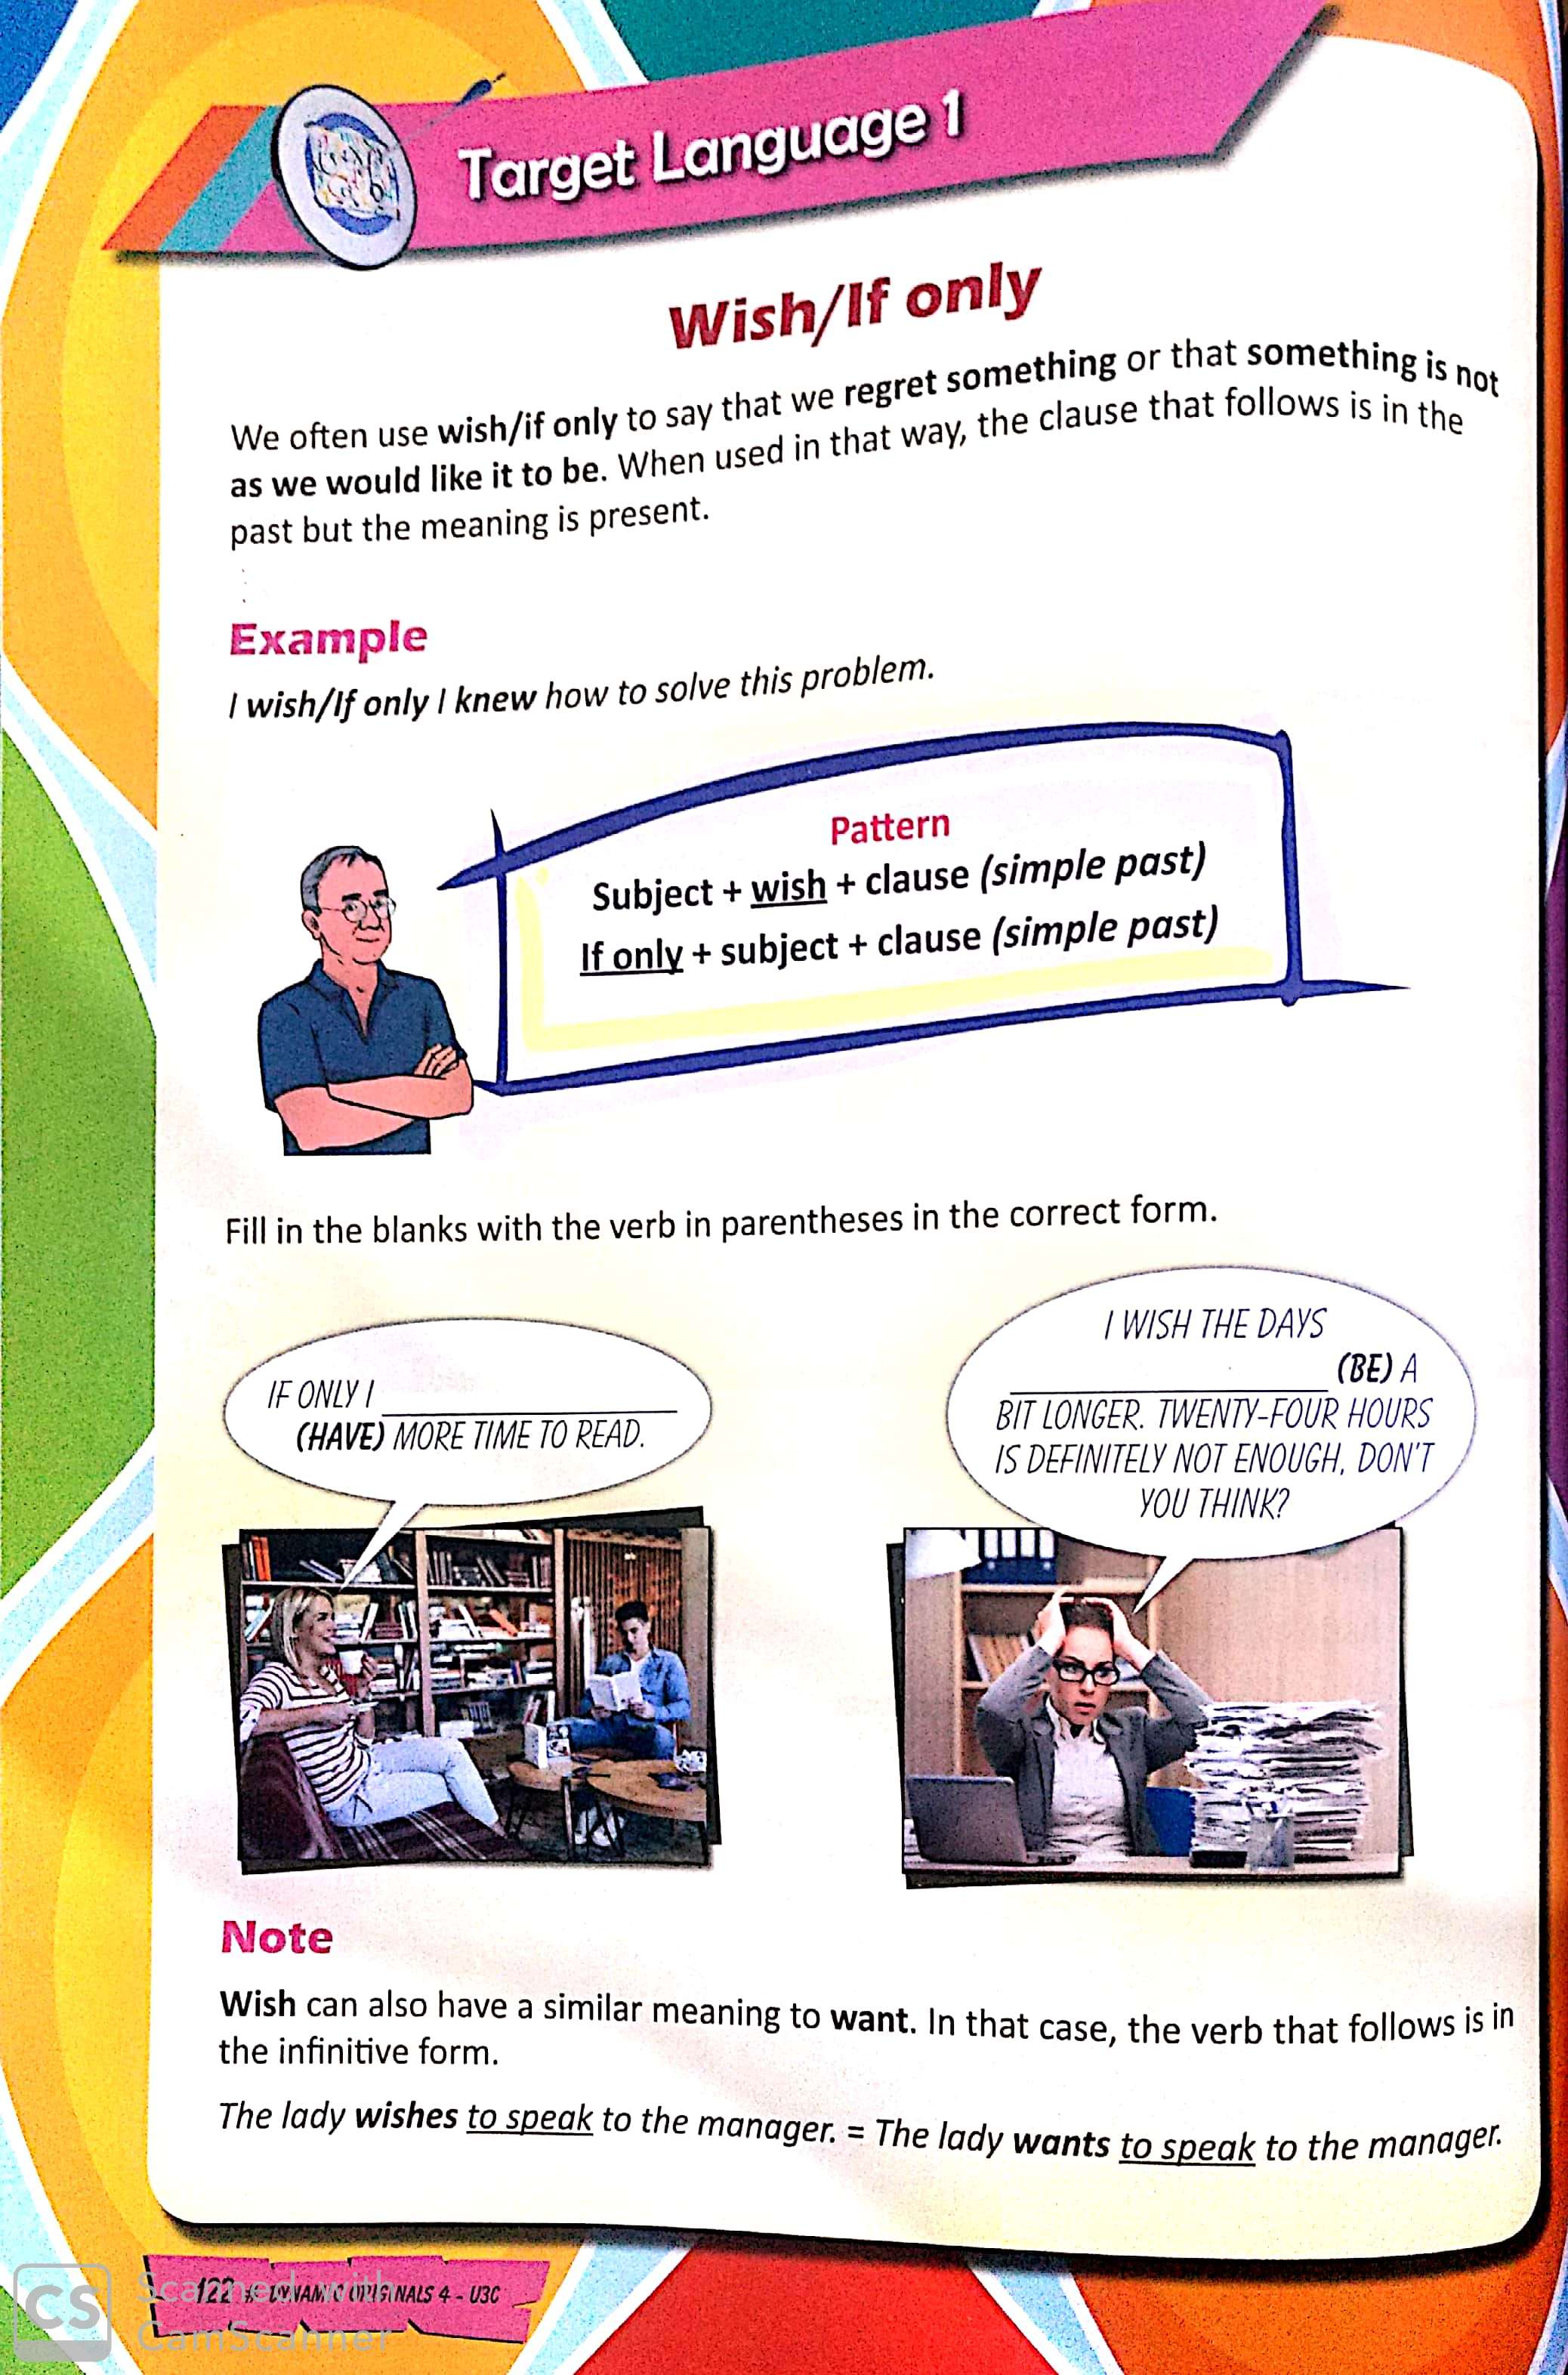 Target Language 1
Wish/If only
We often use wish/if only to say that we regret something or that something is not
as we would like it to be. When used in that way, the clause that follows is in the
past but the meaning is present.
Example
I wish/If only I knew how to solve this problem.
Pattern
Subject + wish + clause (simple past)
If only + subject + clause (simple past)
Fill in the blanks with the verb in parentheses in the correct form.
IF ONLY I
(HAVE) MORE TIME TO READ.
I WISH THE DAYS
(BE) A
BIT LONGER. TWENTY-FOUR HOURS
IS DEFINITELY NOT ENOUGH, DON'T
YOU THINK?
Note
Wish can also have a similar meaning to want. In that case, the verb that follows is in
the infinitive form.
The lady wishes to speak to the manager. = The lady wants to speak to the manager.
122 DYNAMIC ORIGINALS 4 - U3C
CS
Scanned with
CamScanner